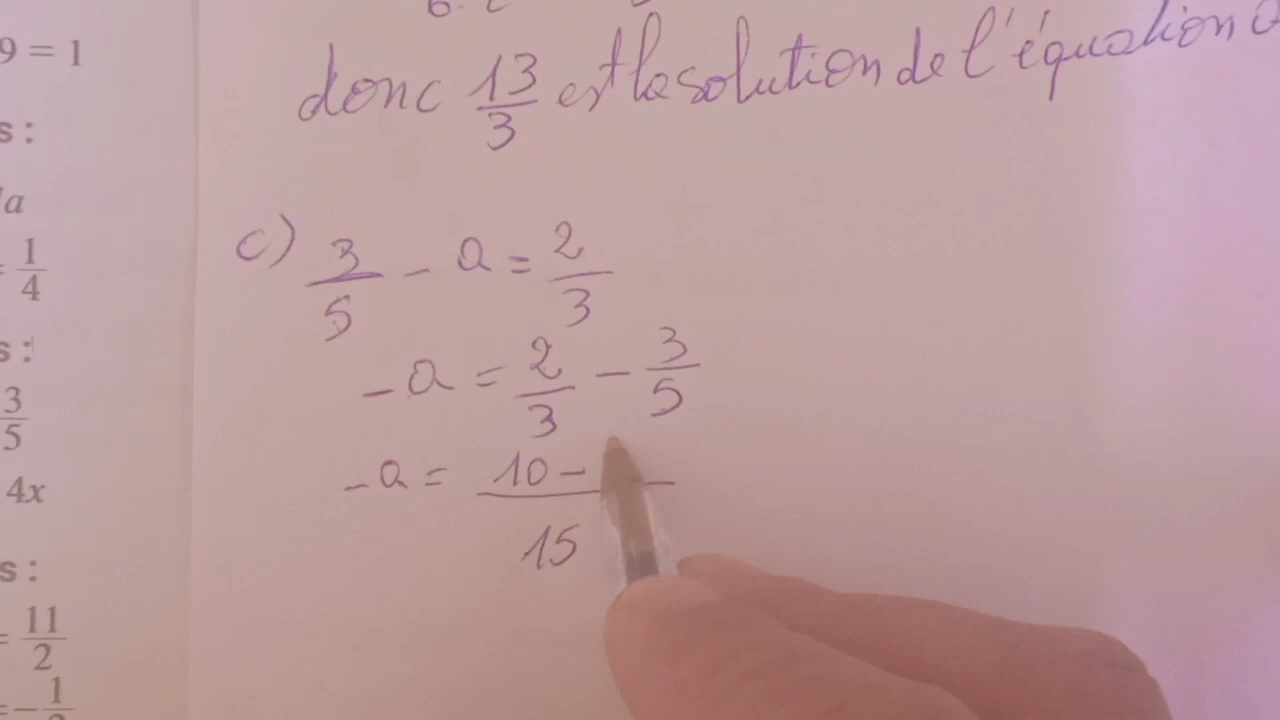 9 = 1
s :
a
= 1/4
s :
3/5
4x
s :
= 11/2
= -1
donc 13/3 est la solution de l'équation
c) 3/5 - a = 2/3
-a = 2/3 - 3/5
-a = 10 - / 15